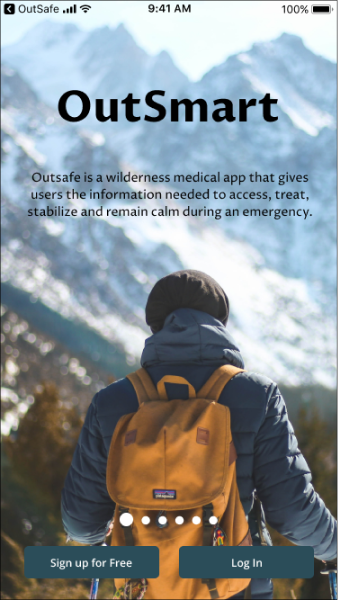 OutSafe 9:41 AM 100%
OutSmart
Outsafe is a wilderness medical app that gives
users the information needed to access, treat,
stabilize and remain calm during an emergency.
Sign up for Free Log In